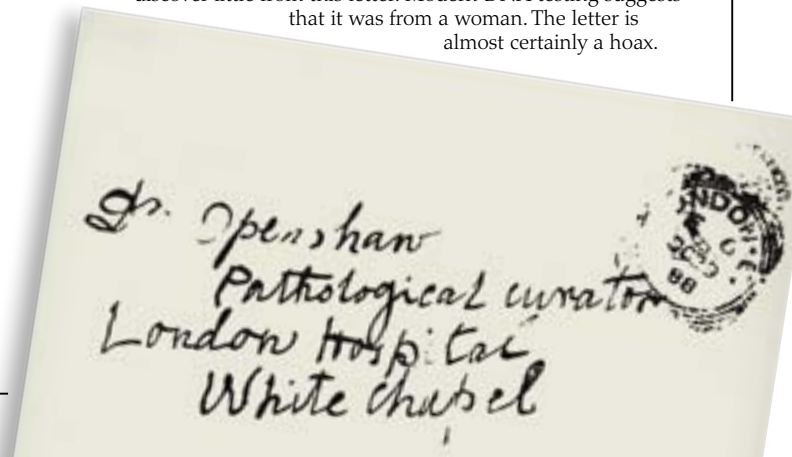 that it was from a woman. The letter is
almost certainly a hoax.
Dr. Openshaw
Pathological curator
London Hospital
White chapel
88